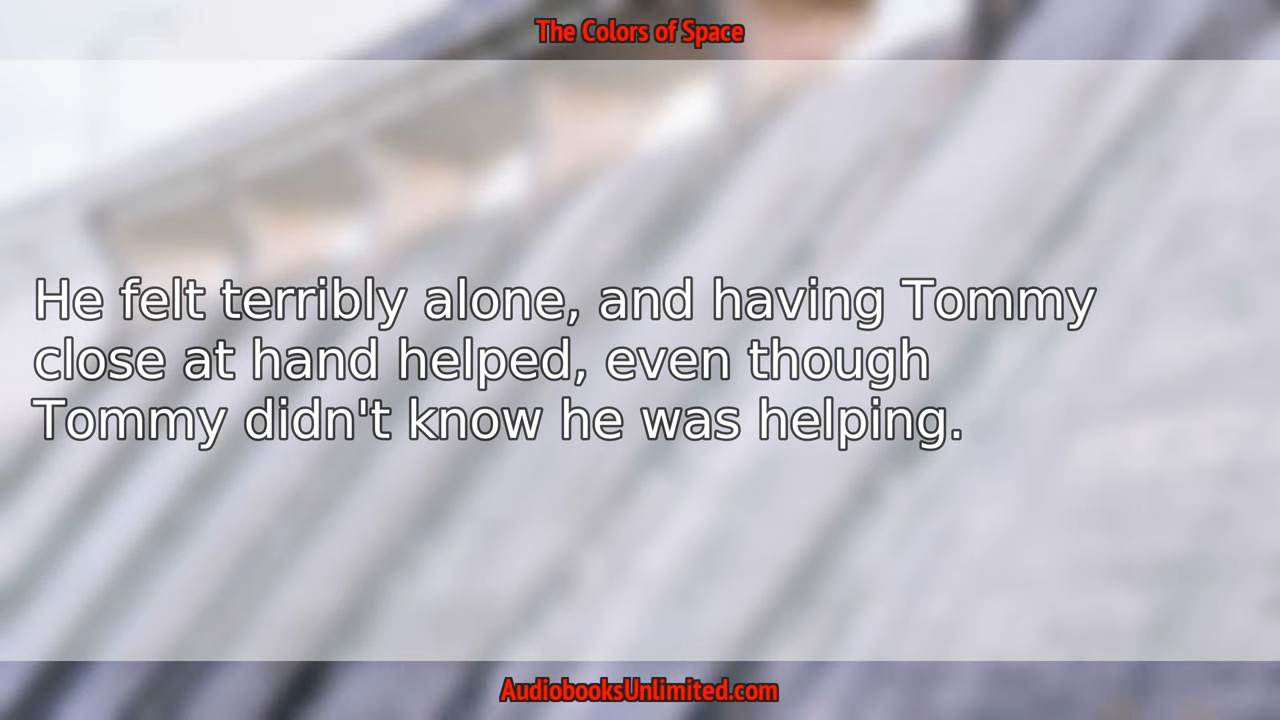 The Colors of Space
He felt terribly alone, and having Tommy
close at hand helped, even though
Tommy didn't know he was helping.
AudiobooksUnlimited.com